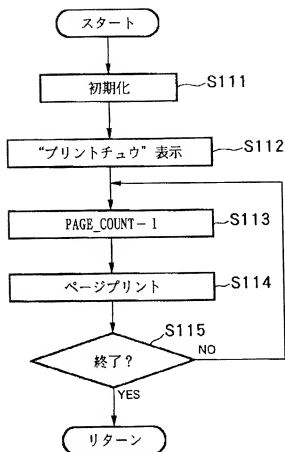 スタート
初期化
S111
“プリントチュウ”表示
S112
PAGE_COUNT－1
S113
ページプリント
S114
S115
終了?
NO
YES
リターン